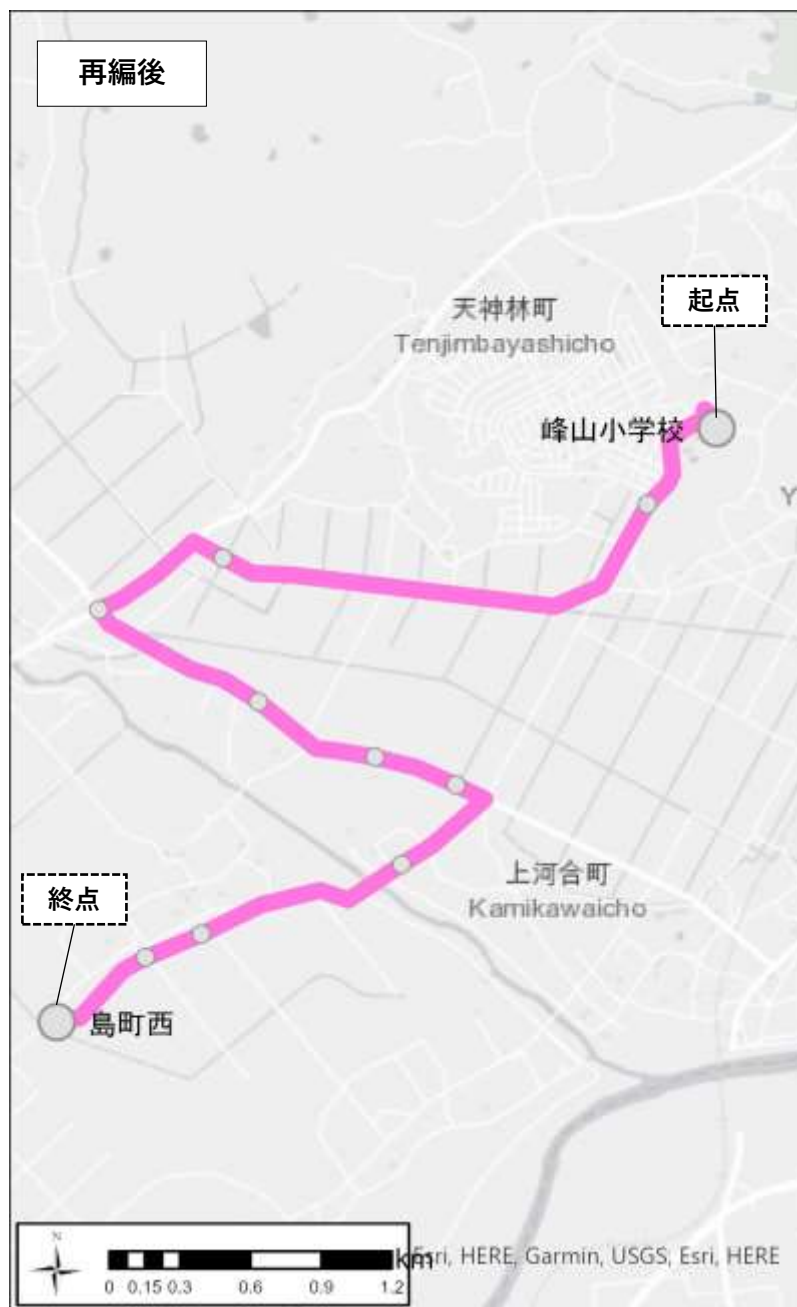 再編後
天神林町
Tenjimbayashicho
起点
峰山小学校
Y
上河合町
Kamikawaicho
終点
島町西
N
km
Esri, HERE, Garmin, USGS, Esri, HERE
0 0.15 0.3 0.6 0.9 1.2